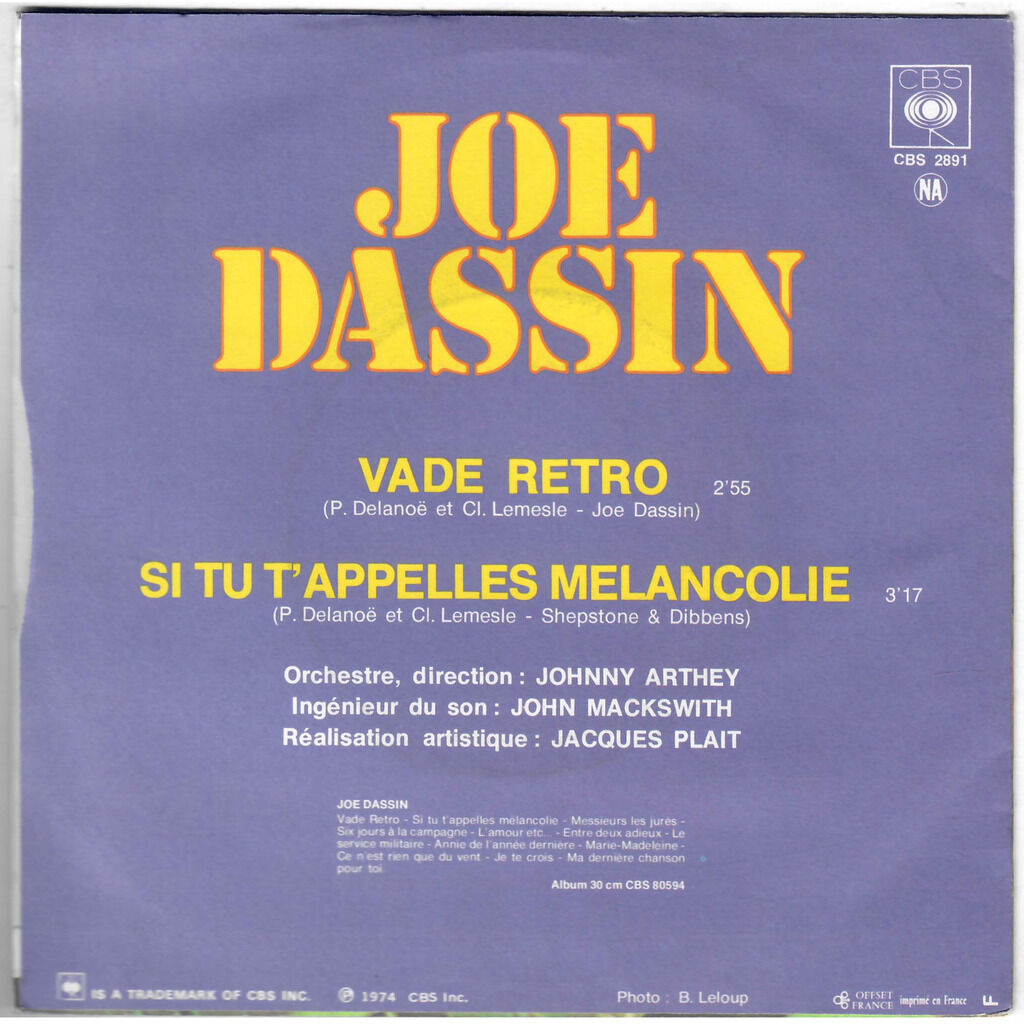 CBS
CBS 2891
NA
JOE
DASSIN
VADE RETRO 2'55
(P. Delanoë et Cl. Lemesle - Joe Dassin)
SI TU T'APPELLES MELANCOLIE 3'17
(P. Delanoë et Cl. Lemesle - Shepstone & Dibbens)
Orchestre, direction : JOHNNY ARTHEY
Ingénieur du son : JOHN MACKSWITH
Réalisation artistique : JACQUES PLAIT
JOE DASSIN
Vade Retro - Si tu t'appelles mélancolie - Messieurs les jurés -
Six jours à la campagne - L'amour etc... - Entre deux adieux - Le
service militaire - Annie de l'année dernière - Marie-Madeleine -
Ce n'est rien que du vent - Je te crois - Ma dernière chanson
pour toi.
Album 30 cm CBS 80594
IS A TRADEMARK OF CBS INC. ℗ 1974 CBS Inc. Photo : B. Leloup
OFFSET
FRANCE imprimé en France